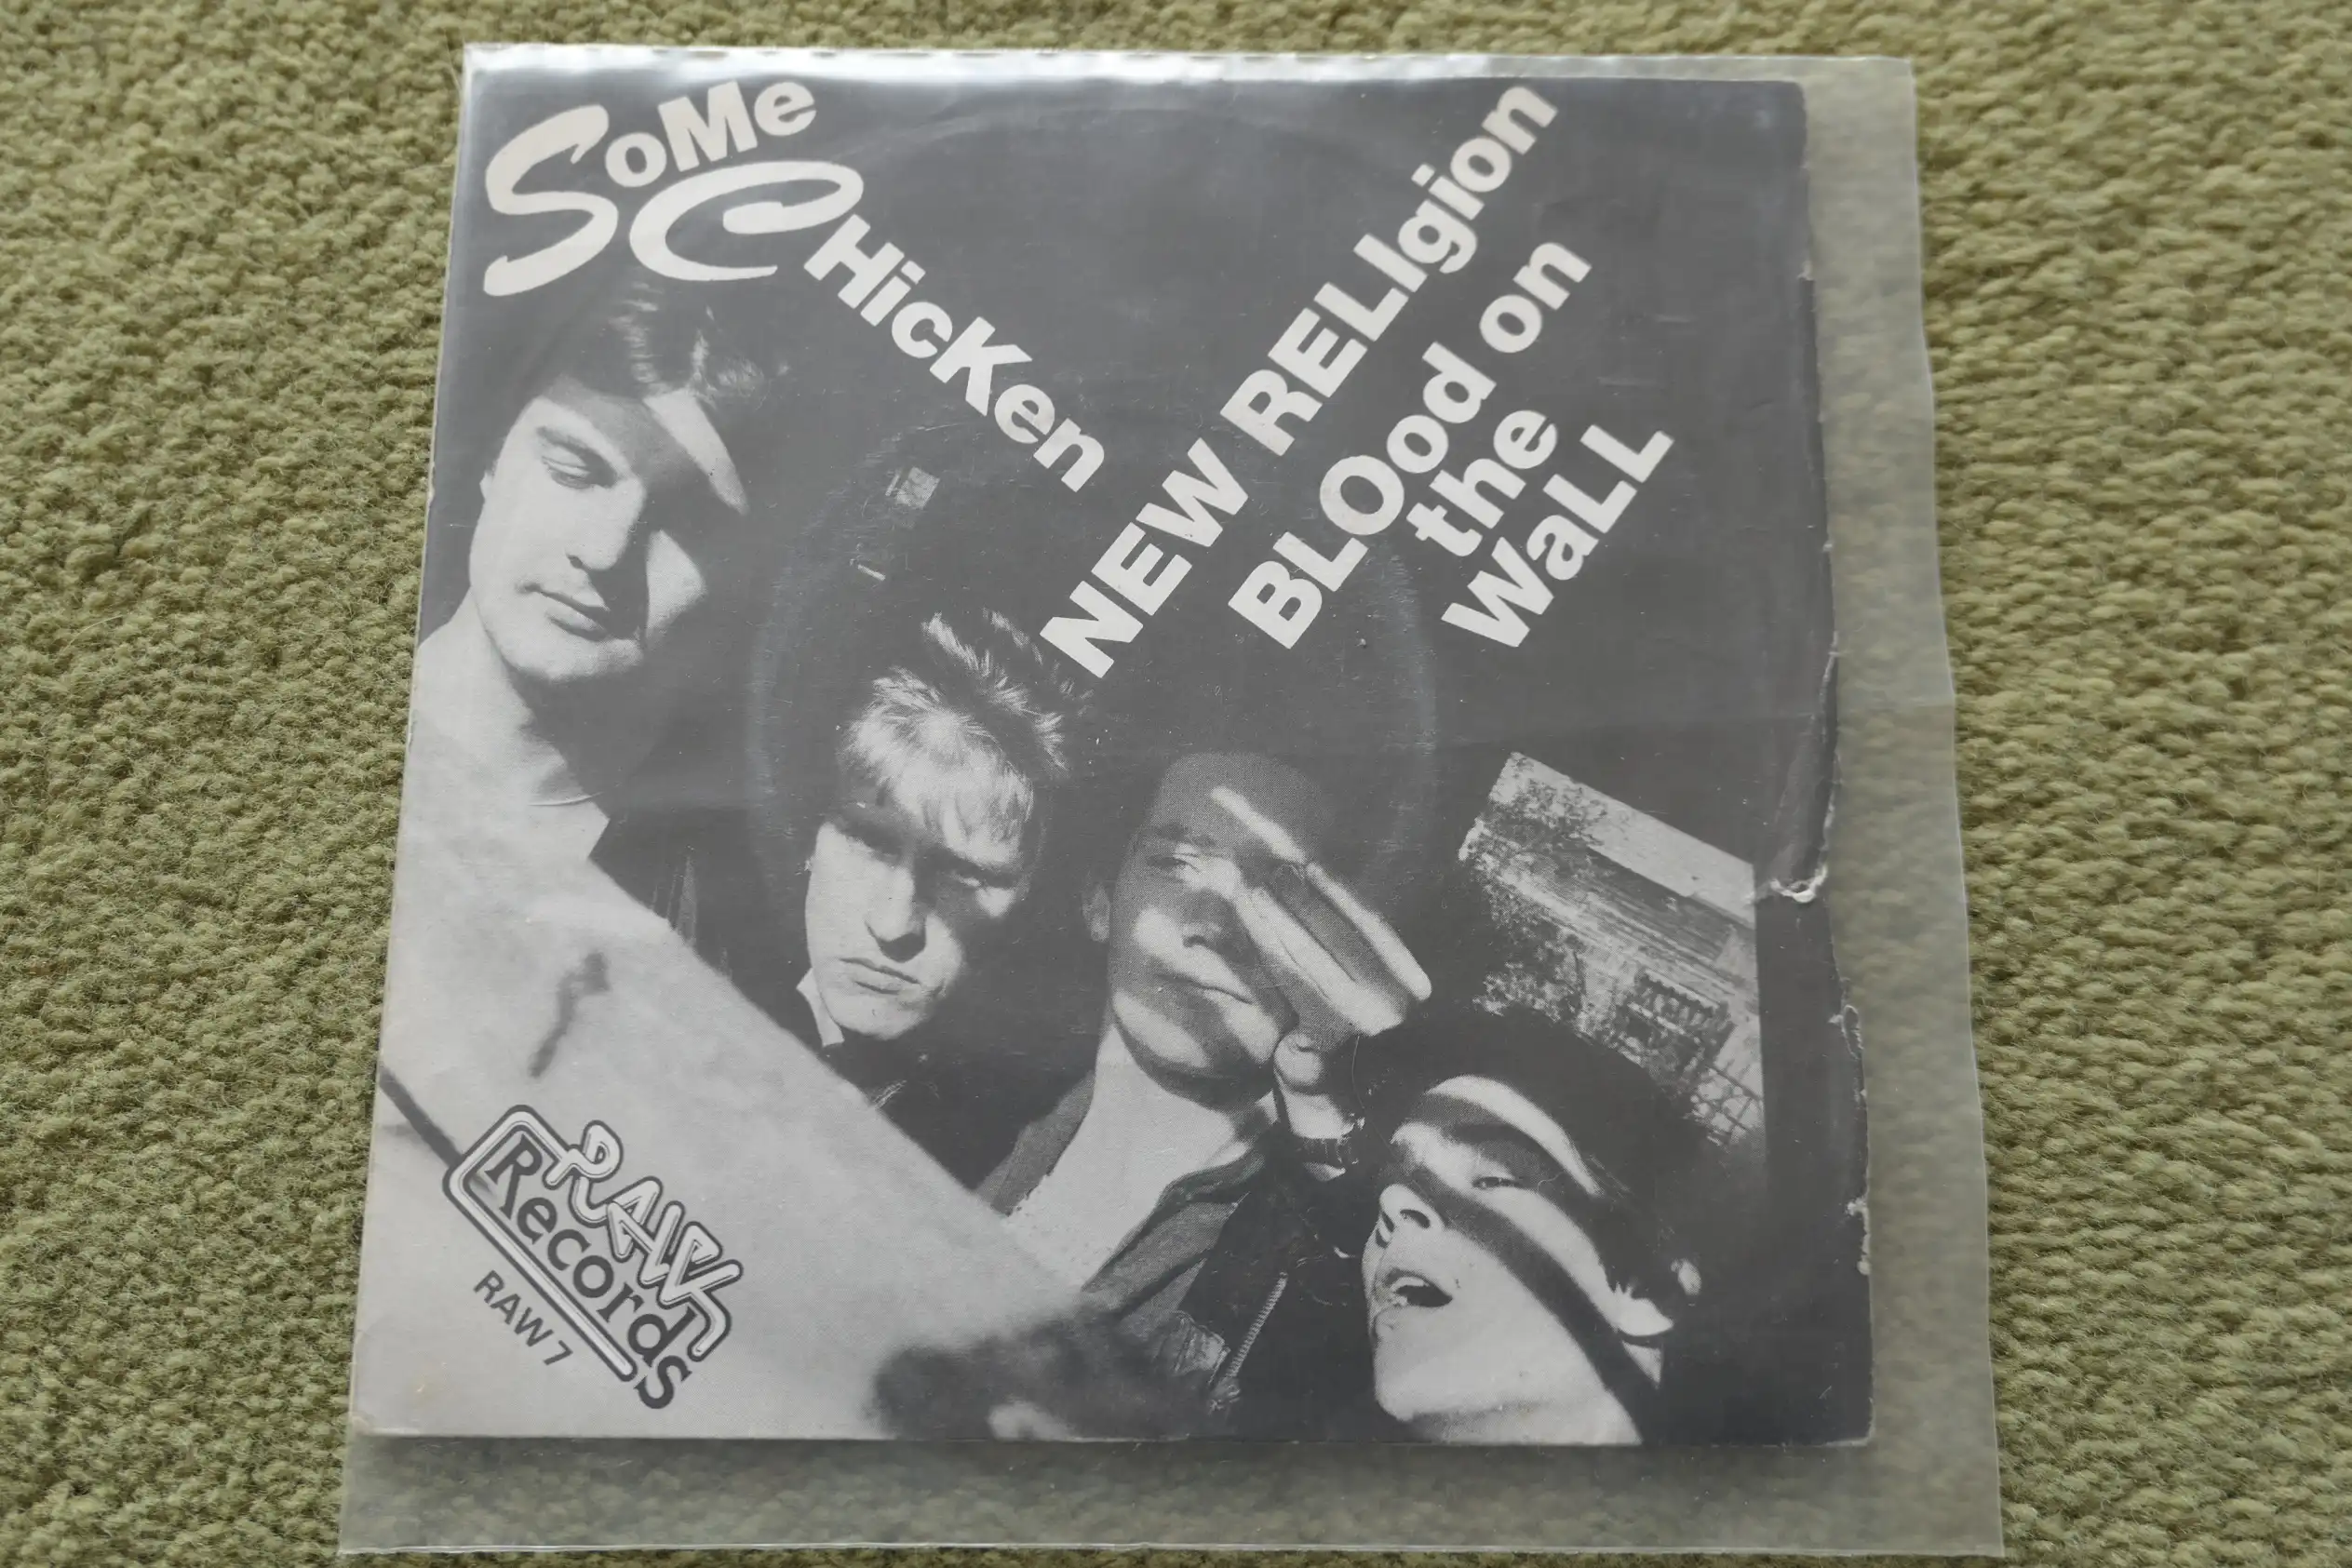 SoMe
CHicKen
NEW RELIgion
BLOod on
the
WaLL
RAW
Records
RAW 7